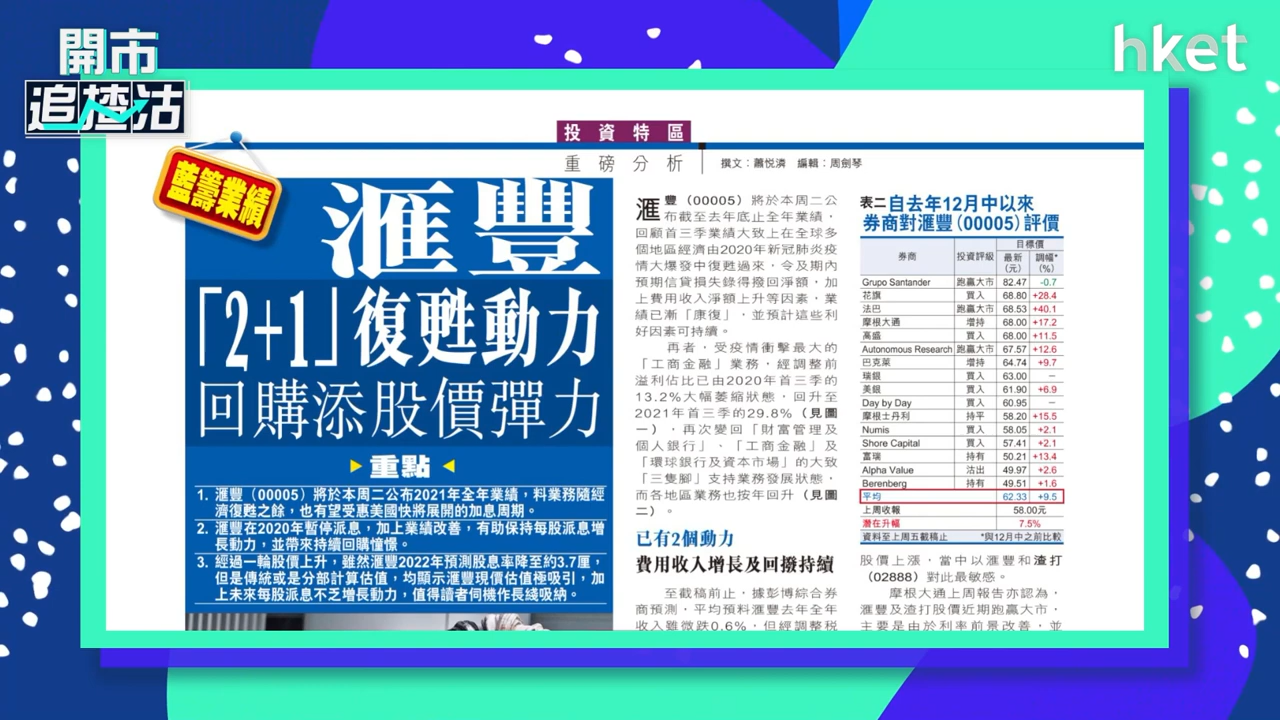 開市
追揸沽
hket
投資特區
重磅分析
撰文:蕭悦漪 編輯:周劍琴
藍籌業績
滙豐
「2+1」復甦動力
回購添股價彈力
重點
1. 滙豐(00005)將於本周二公布2021年全年業績,料業務隨經
濟復甦之餘,也有望受惠美國快將展開的加息周期。
2. 滙豐在2020年暫停派息,加上業績改善,有助保持每股派息增
長動力,並帶來持續回購憧憬。
3. 經過一輪股價上升,雖然滙豐2022年預測股息率降至約3.7厘,
但是傳統或是分部計算估值,均顯示滙豐現價估值極吸引,加
上未來每股派息不乏增長動力,值得讀者伺機作長綫吸納。
滙豐(00005)將於本周二公
布截至去年底止全年業績,
回顧首三季業績大致上在全球多
個地區經濟由2020年新冠肺炎疫
情大爆發中復甦過來,令及期內
預期信貸損失錄得撥回淨額,加
上費用收入淨額上升等因素,業
績已漸「康復」,並預計這些利
好因素可持續。
再者,受疫情衝擊最大的
「工商金融」業務,經調整前
溢利佔比已由2020年首三季的
13.2%大幅萎縮狀態,回升至
2021年首三季的29.8%(見圖
一),再次變回「財富管理及
個人銀行」、「工商金融」及
「環球銀行及資本市場」的大致
「三隻腳」支持業務發展狀態,
而各地區業務也按年回升(見圖
二)。
已有2個動力
費用收入增長及回撥持續
至截稿前止,據彭博綜合券
商預測,平均預料滙豐去年全年
收入雖微跌0.6%,但經調整稅
表二 自去年12月中以來
券商對滙豐(00005)評價
券商 投資評級 目標價
最新(元) 調幅*(%)
Grupo Santander 跑贏大市 82.47 -0.7
花旗 買入 68.80 +28.4
法巴 跑贏大市 68.53 +40.1
摩根大通 增持 68.00 +17.2
高盛 買入 68.00 +11.5
Autonomous Research 跑贏大市 67.57 +12.6
巴克萊 增持 64.74 +9.7
瑞銀 買入 63.00 –
美銀 買入 61.90 +6.9
Day by Day 買入 60.95 –
摩根士丹利 持平 58.20 +15.5
Numis 買入 58.05 +2.1
Shore Capital 買入 57.41 +2.1
富瑞 持有 50.21 +13.4
Alpha Value 沽出 49.97 +2.6
Berenberg 持有 49.51 +1.6
平均 62.33 +9.5
上周收報 58.00元
潛在升幅 7.5%
資料至上周五截稿止 *與12月中之前比較
股價上漲,當中以滙豐和渣打
(02888)對此最敏感。
摩根大通上周報告亦認為,
滙豐及渣打股價近期跑贏大市,
主要是由於利率前景改善,並